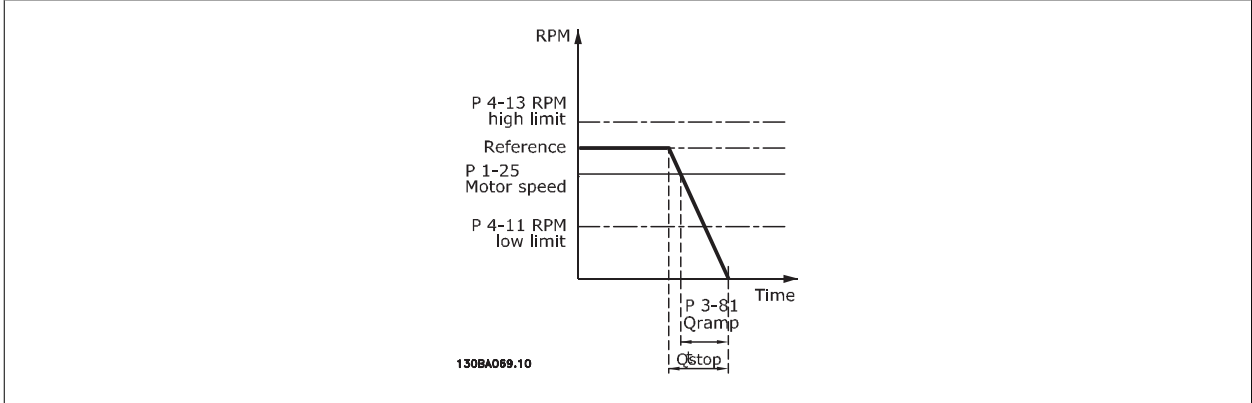 RPM
P 4-13 RPM
high limit
Reference
P 1-25
Motor speed
P 4-11 RPM
low limit
Time
P 3-81
Qramp
t
Qstop
130BA069.10